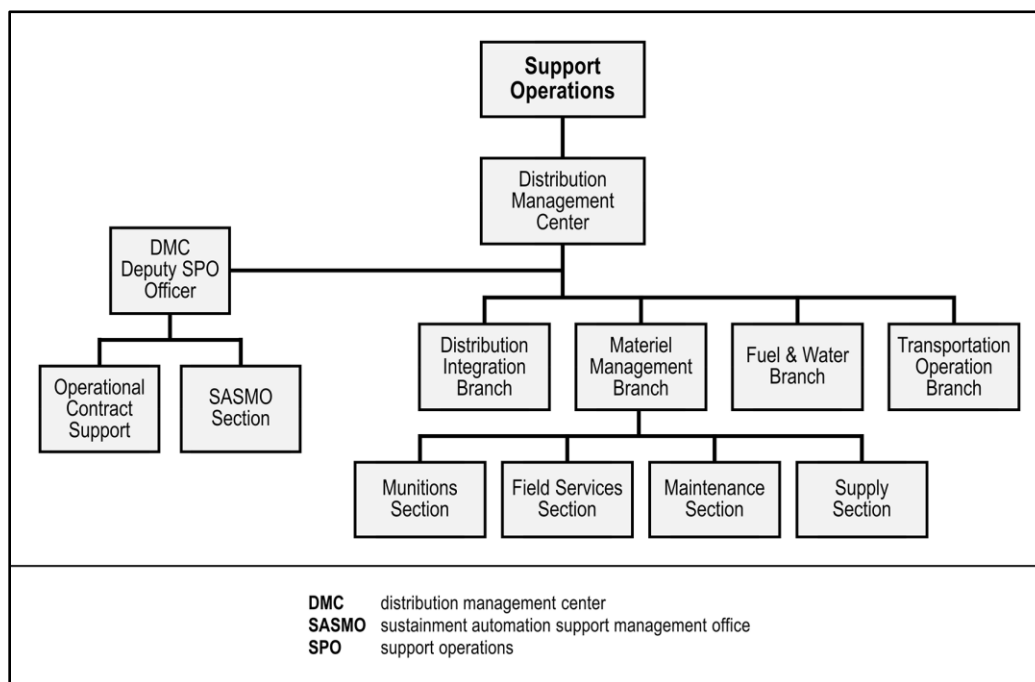 Support
Operations
Distribution
Management
Center
DMC
Deputy SPO
Officer
Operational
Contract
Support
SASMO
Section
Distribution
Integration
Branch
Materiel
Management
Branch
Fuel & Water
Branch
Transportation
Operation
Branch
Munitions
Section
Field Services
Section
Maintenance
Section
Supply
Section
DMC distribution management center
SASMO sustainment automation support management office
SPO support operations